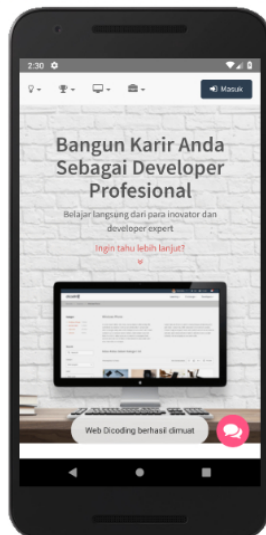 2:30
Masuk
Bangun Karir Anda
Sebagai Developer
Profesional
Belajar langsung dari para inovator dan
developer expert
Ingin tahu lebih lanjut?
Web Dicoding berhasil dimuat